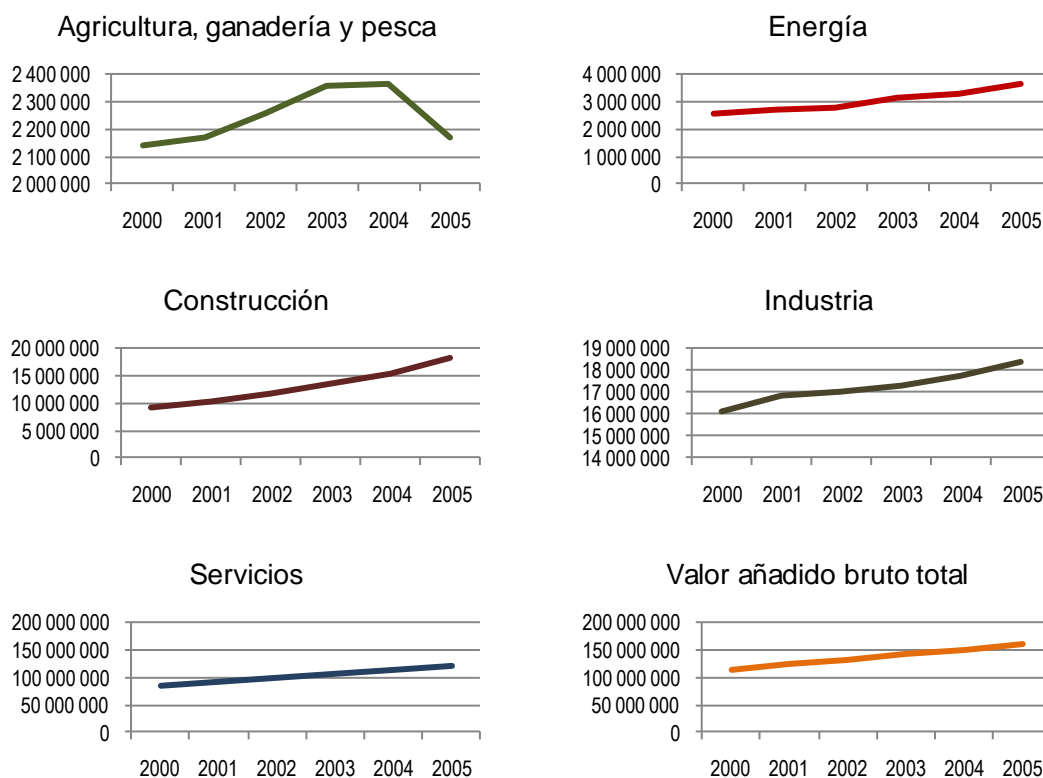 Agricultura, ganadería y pesca
2 400 000
2 300 000
2 200 000
2 100 000
2 000 000
2000 2001 2002 2003 2004 2005
Energía
4 000 000
3 000 000
2 000 000
1 000 000
0
2000 2001 2002 2003 2004 2005
Construcción
20 000 000
15 000 000
10 000 000
5 000 000
0
2000 2001 2002 2003 2004 2005
Industria
19 000 000
18 000 000
17 000 000
16 000 000
15 000 000
14 000 000
2000 2001 2002 2003 2004 2005
Servicios
200 000 000
150 000 000
100 000 000
50 000 000
0
2000 2001 2002 2003 2004 2005
Valor añadido bruto total
200 000 000
150 000 000
100 000 000
50 000 000
0
2000 2001 2002 2003 2004 2005